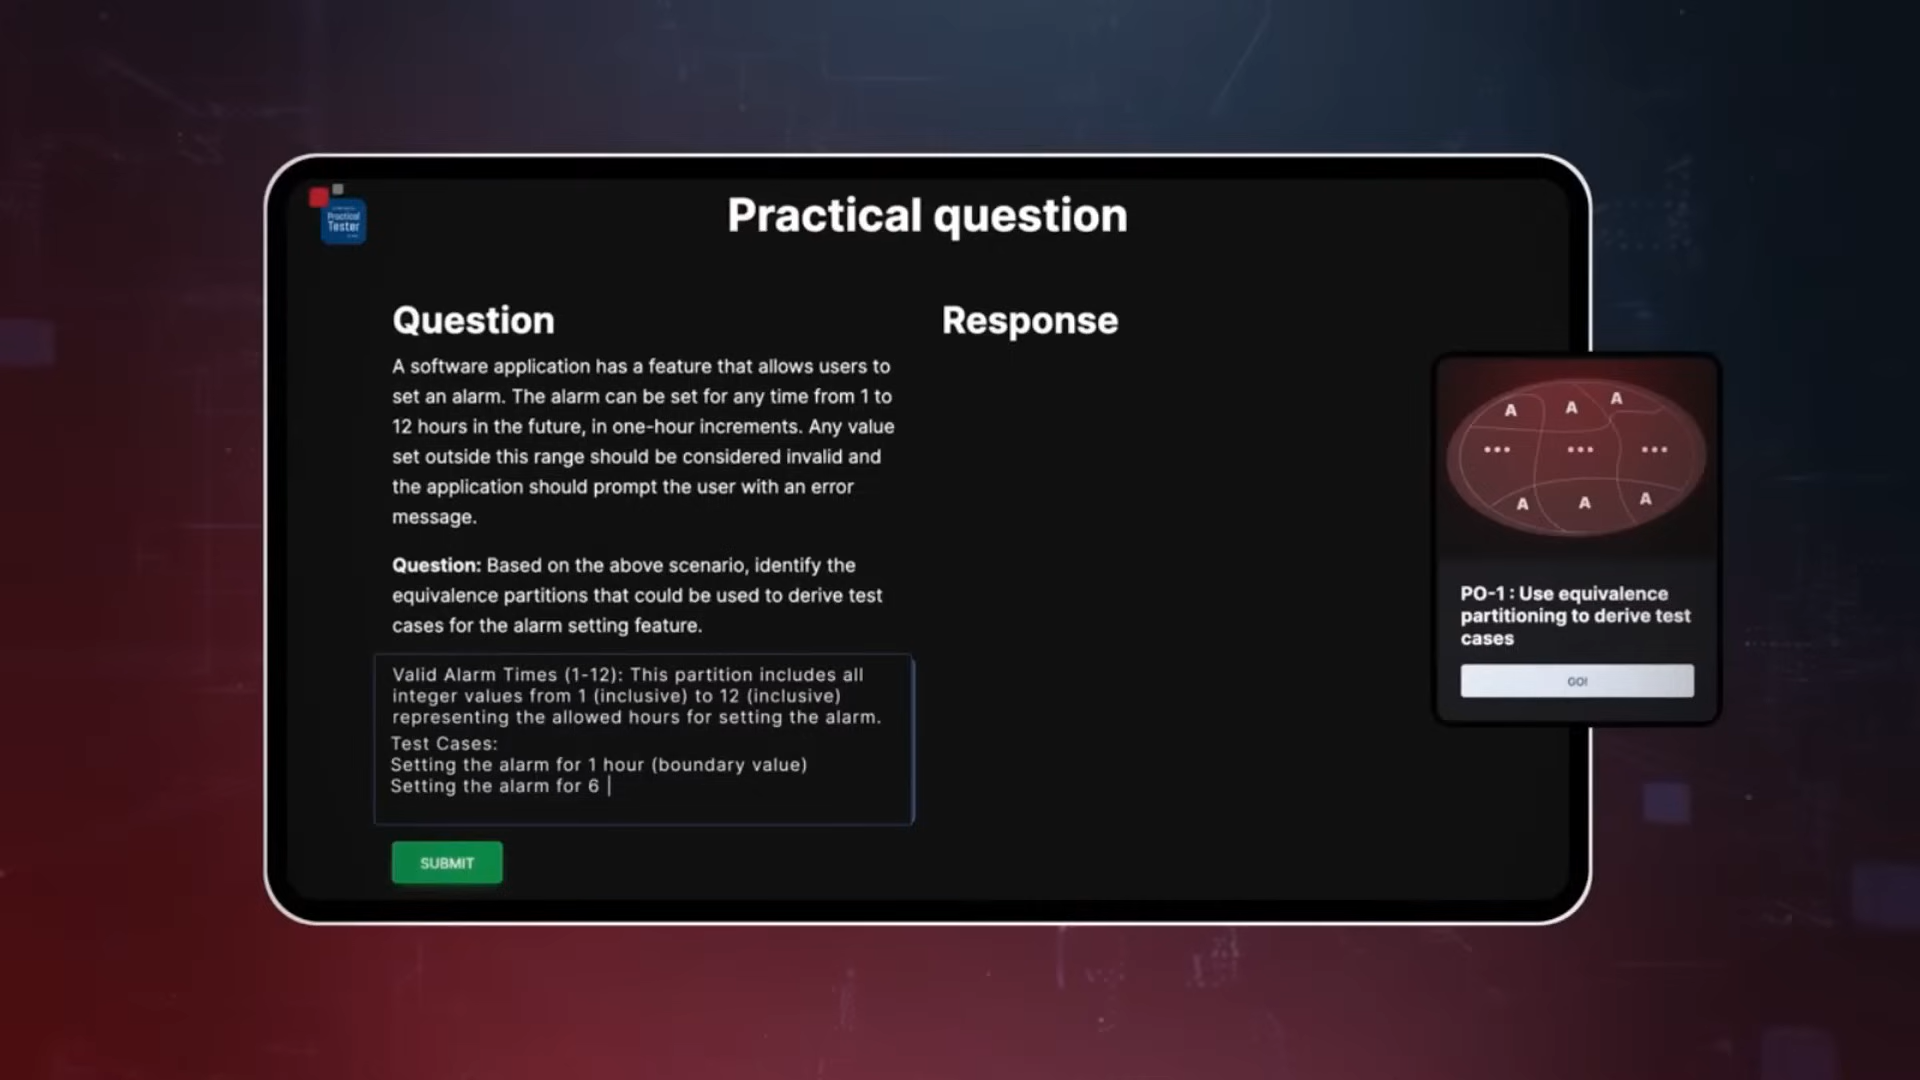 Practical
Tester
Practical question
Question
A software application has a feature that allows users to
set an alarm. The alarm can be set for any time from 1 to
12 hours in the future, in one-hour increments. Any value
set outside this range should be considered invalid and
the application should prompt the user with an error
message.
Question: Based on the above scenario, identify the
equivalence partitions that could be used to derive test
cases for the alarm setting feature.
Valid Alarm Times (1-12): This partition includes all
integer values from 1 (inclusive) to 12 (inclusive)
representing the allowed hours for setting the alarm.
Test Cases:
Setting the alarm for 1 hour (boundary value)
Setting the alarm for 6
SUBMIT
Response
A A A
... ... ...
A A A
PO-1 : Use equivalence
partitioning to derive test
cases
GO!